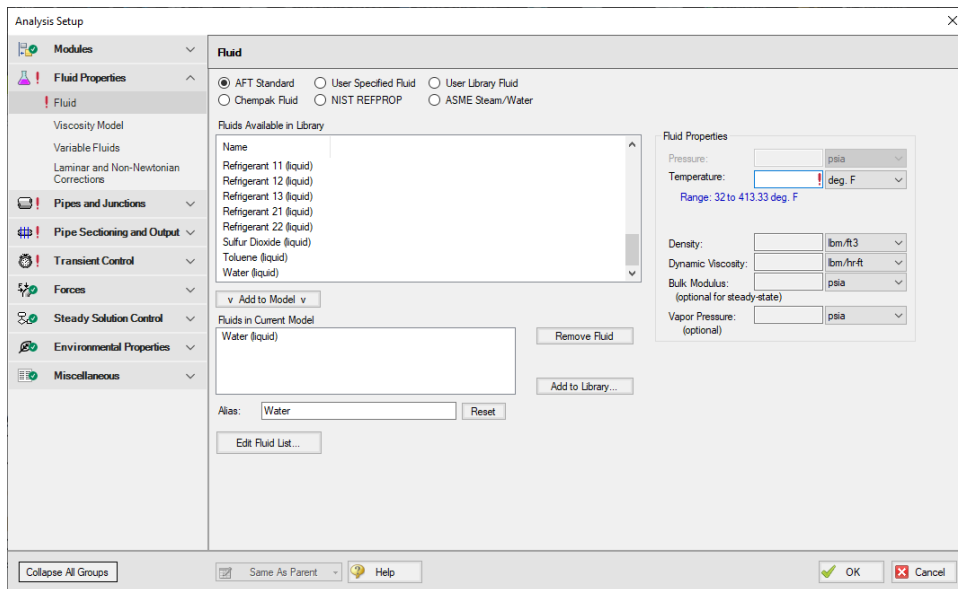 Analysis Setup
Modules
Fluid Properties
Fluid
Viscosity Model
Variable Fluids
Laminar and Non-Newtonian
Corrections
Pipes and Junctions
Pipe Sectioning and Output
Transient Control
Forces
Steady Solution Control
Environmental Properties
Miscellaneous
Collapse All Groups
Fluid
AFT Standard
User Specified Fluid
User Library Fluid
Chempak Fluid
NIST REFPROP
ASME Steam/Water
Fluids Available in Library
Name
Refrigerant 11 (liquid)
Refrigerant 12 (liquid)
Refrigerant 13 (liquid)
Refrigerant 21 (liquid)
Refrigerant 22 (liquid)
Sulfur Dioxide (liquid)
Toluene (liquid)
Water (liquid)
v Add to Model v
Fluids in Current Model
Water (liquid)
Remove Fluid
Add to Library...
Alias: Water Reset
Edit Fluid List...
Fluid Properties
Pressure: psia
Temperature: ! deg. F
Range: 32 to 413.33 deg. F
Density: lbm/ft3
Dynamic Viscosity: lbm/hr-ft
Bulk Modulus: psia
(optional for steady-state)
Vapor Pressure: psia
(optional)
Same As Parent
Help
OK
Cancel